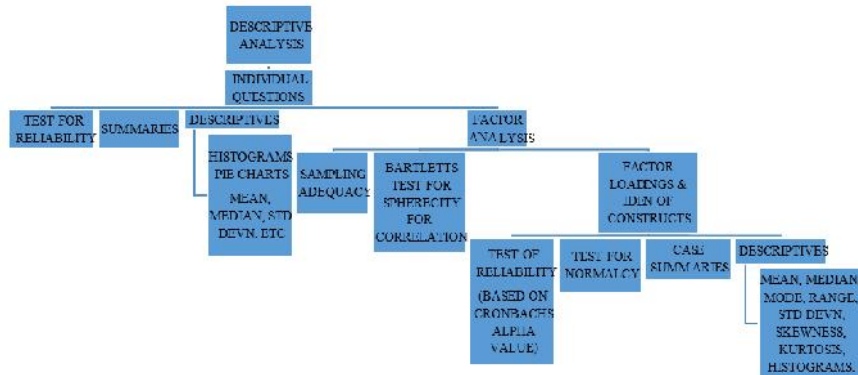 DESCRIPTIVE
ANALYSIS
INDIVIDUAL
QUESTIONS
TEST FOR
RELIABILITY
SUMMARIES
DESCRIPTIVES
HISTOGRAMS
PIE CHARTS
MEAN,
MEDIAN, STD
DEVN. ETC
FACTOR
ANALYSIS
SAMPLING
ADEQUACY
BARTLETTS
TEST FOR
SPHERECITY
FOR
CORRELATION
FACTOR
LOADINGS &
IDEN OF
CONSTRUCTS
TEST OF
RELIABILITY
(BASED ON
CRONBACHS
ALPHA
VALUE)
TEST FOR
NORMALCY
CASE
SUMMARIES
DESCRIPTIVES
MEAN, MEDIAN
MODE, RANGE,
STD DEVN,
SKEWNESS,
KURTOSIS,
HISTOGRAMS.